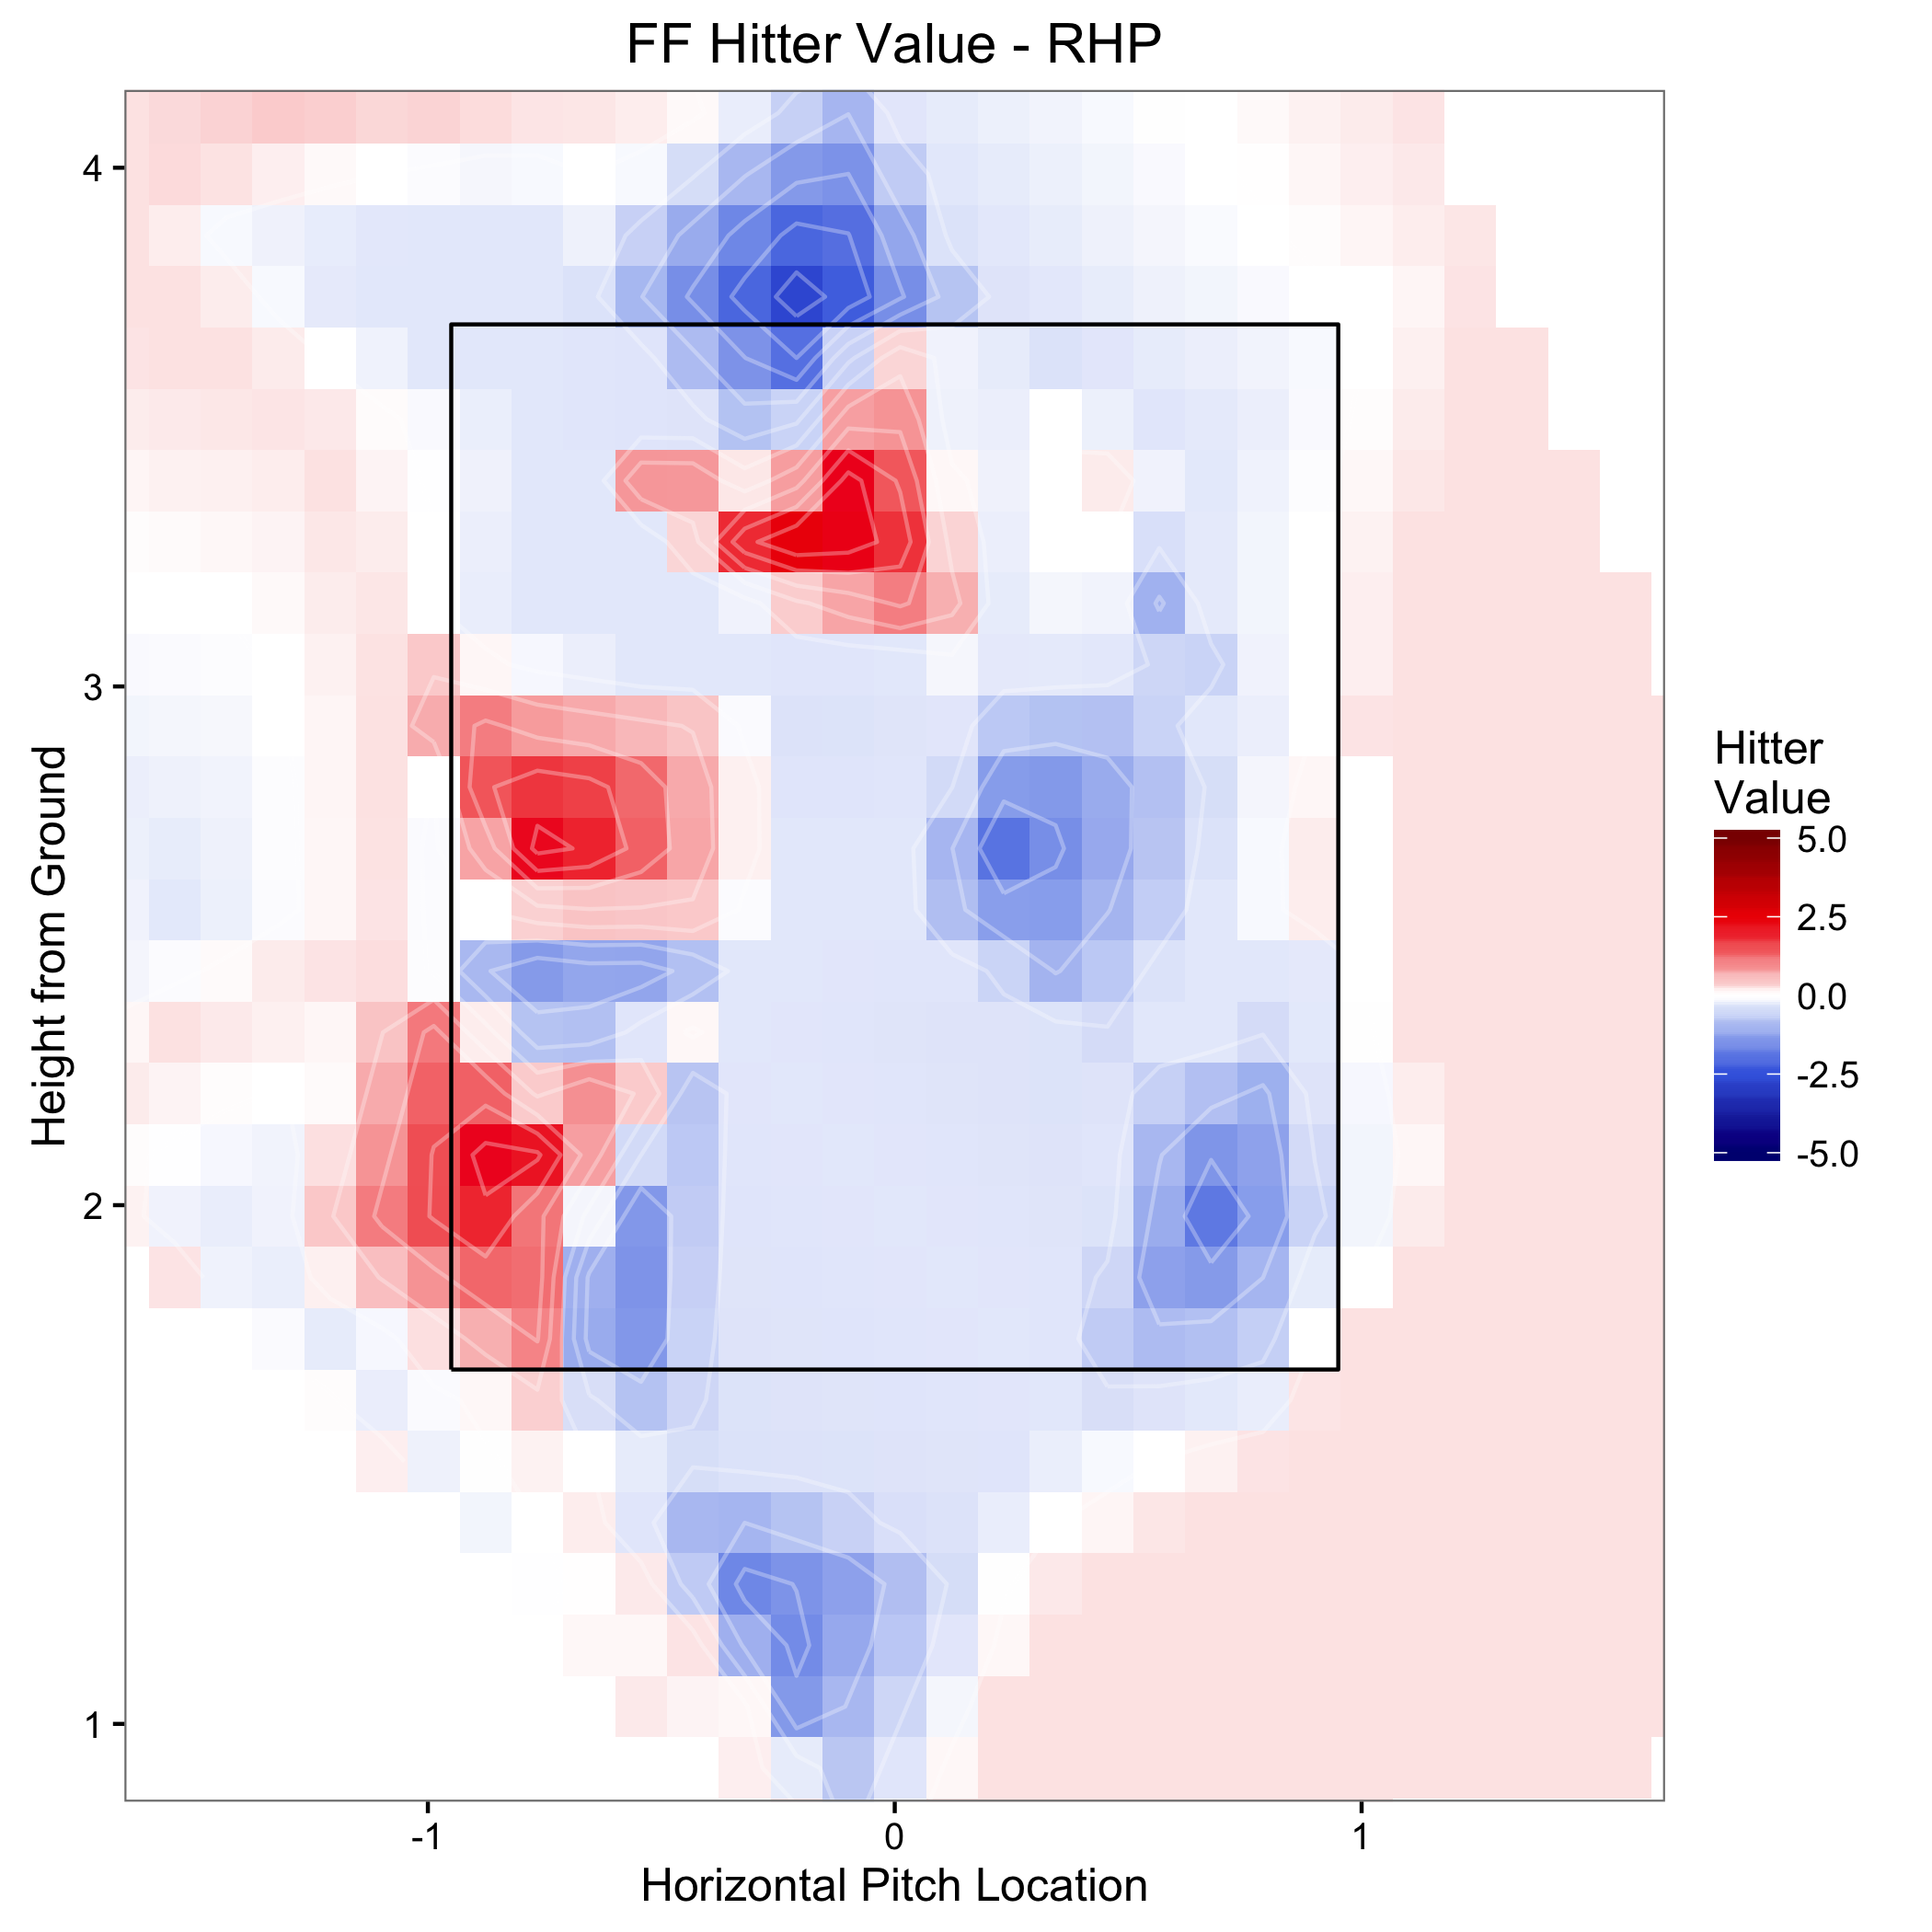 FF Hitter Value - RHP
4
3
2
1
Height from Ground
-1
0
1
Horizontal Pitch Location
Hitter
Value
5.0
2.5
0.0
-2.5
-5.0